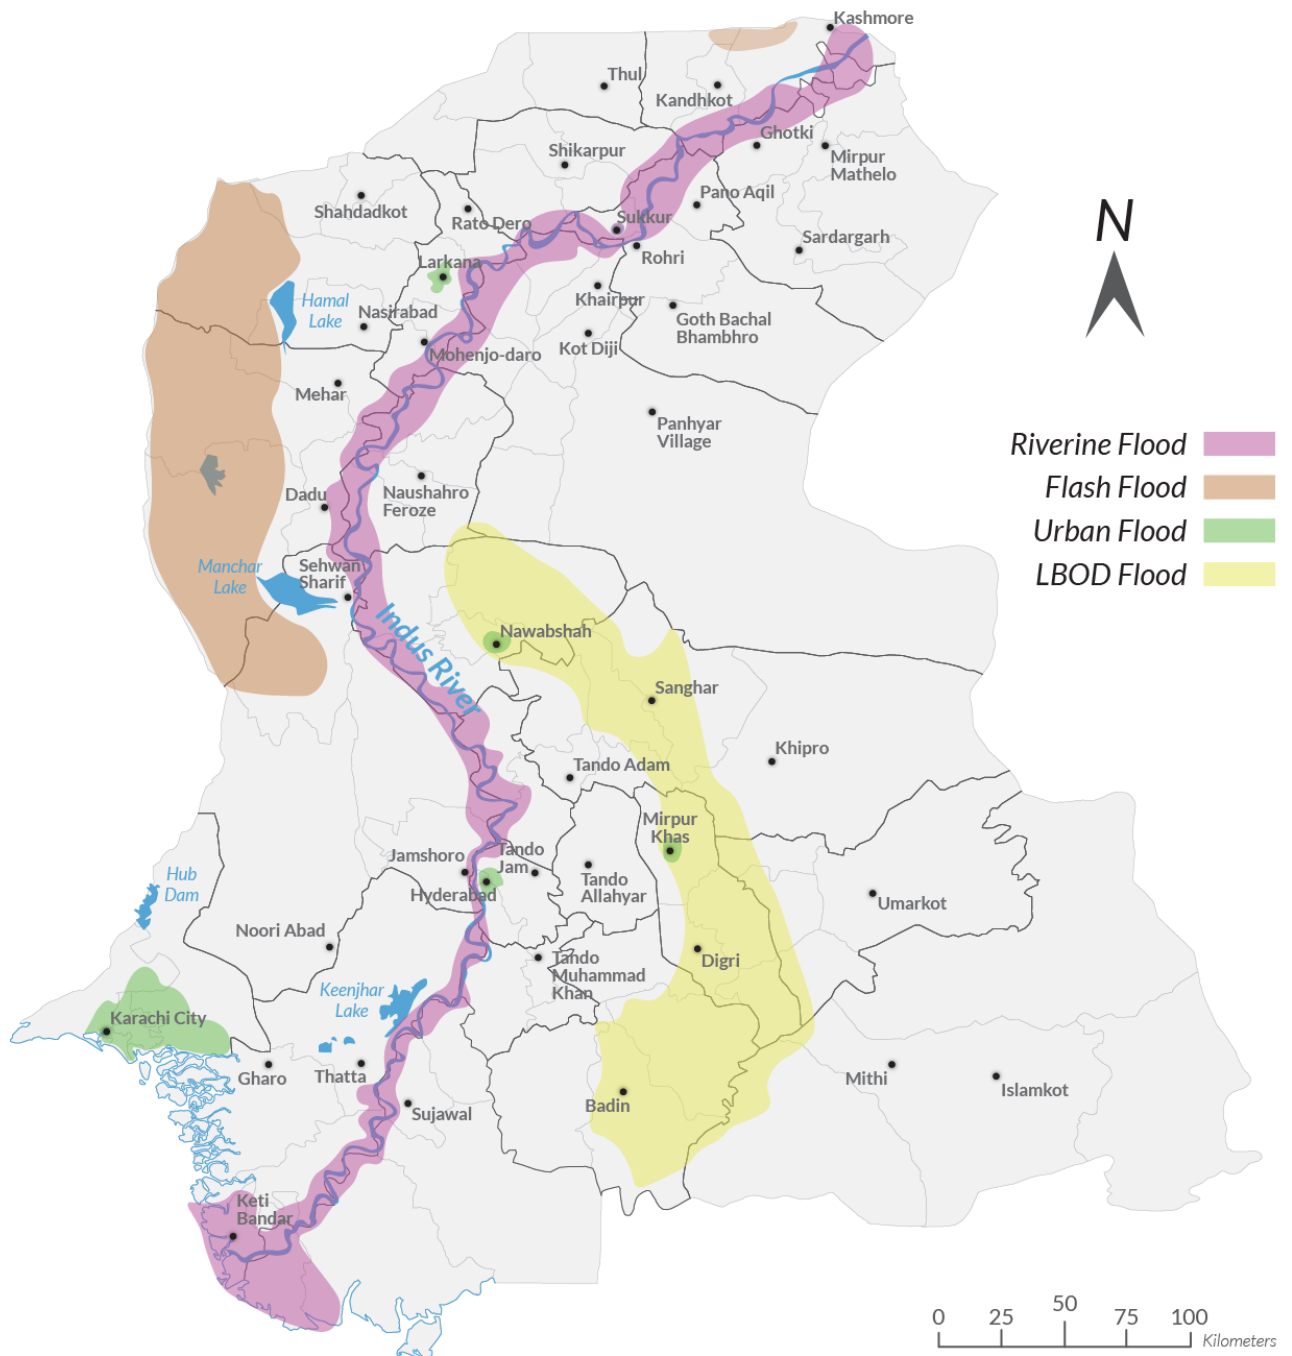 Kashmore
Thul
Kandhkot
Ghotki
Mirpur
Mathelo
Shikarpur
Pano Aqil
Shahdadkot
Rato Dero
Sukkur
Sardargarh
Rohri
Larkana
Khairpur
Hamal
Lake
Nasirabad
Goth Bachal
Bhambhro
Kot Diji
Mohenjo-daro
Mehar
Panhyar
Village
Dadu
Naushahro
Feroze
Manchar
Lake
Sehwan
Sharif
Indus River
Nawabshah
Sanghar
Khipro
Tando Adam
Mirpur
Khas
Jamshoro
Tando
Jam
Hyderabad
Tando
Allahyar
Umarkot
Hub
Dam
Noori Abad
Tando
Muhammad
Khan
Digri
Keenjhar
Lake
Karachi City
Gharo
Thatta
Sujawal
Badin
Mithi
Islamkot
Keti
Bandar
N
Riverine Flood
Flash Flood
Urban Flood
LBOD Flood
0 25 50 75 100
Kilometers